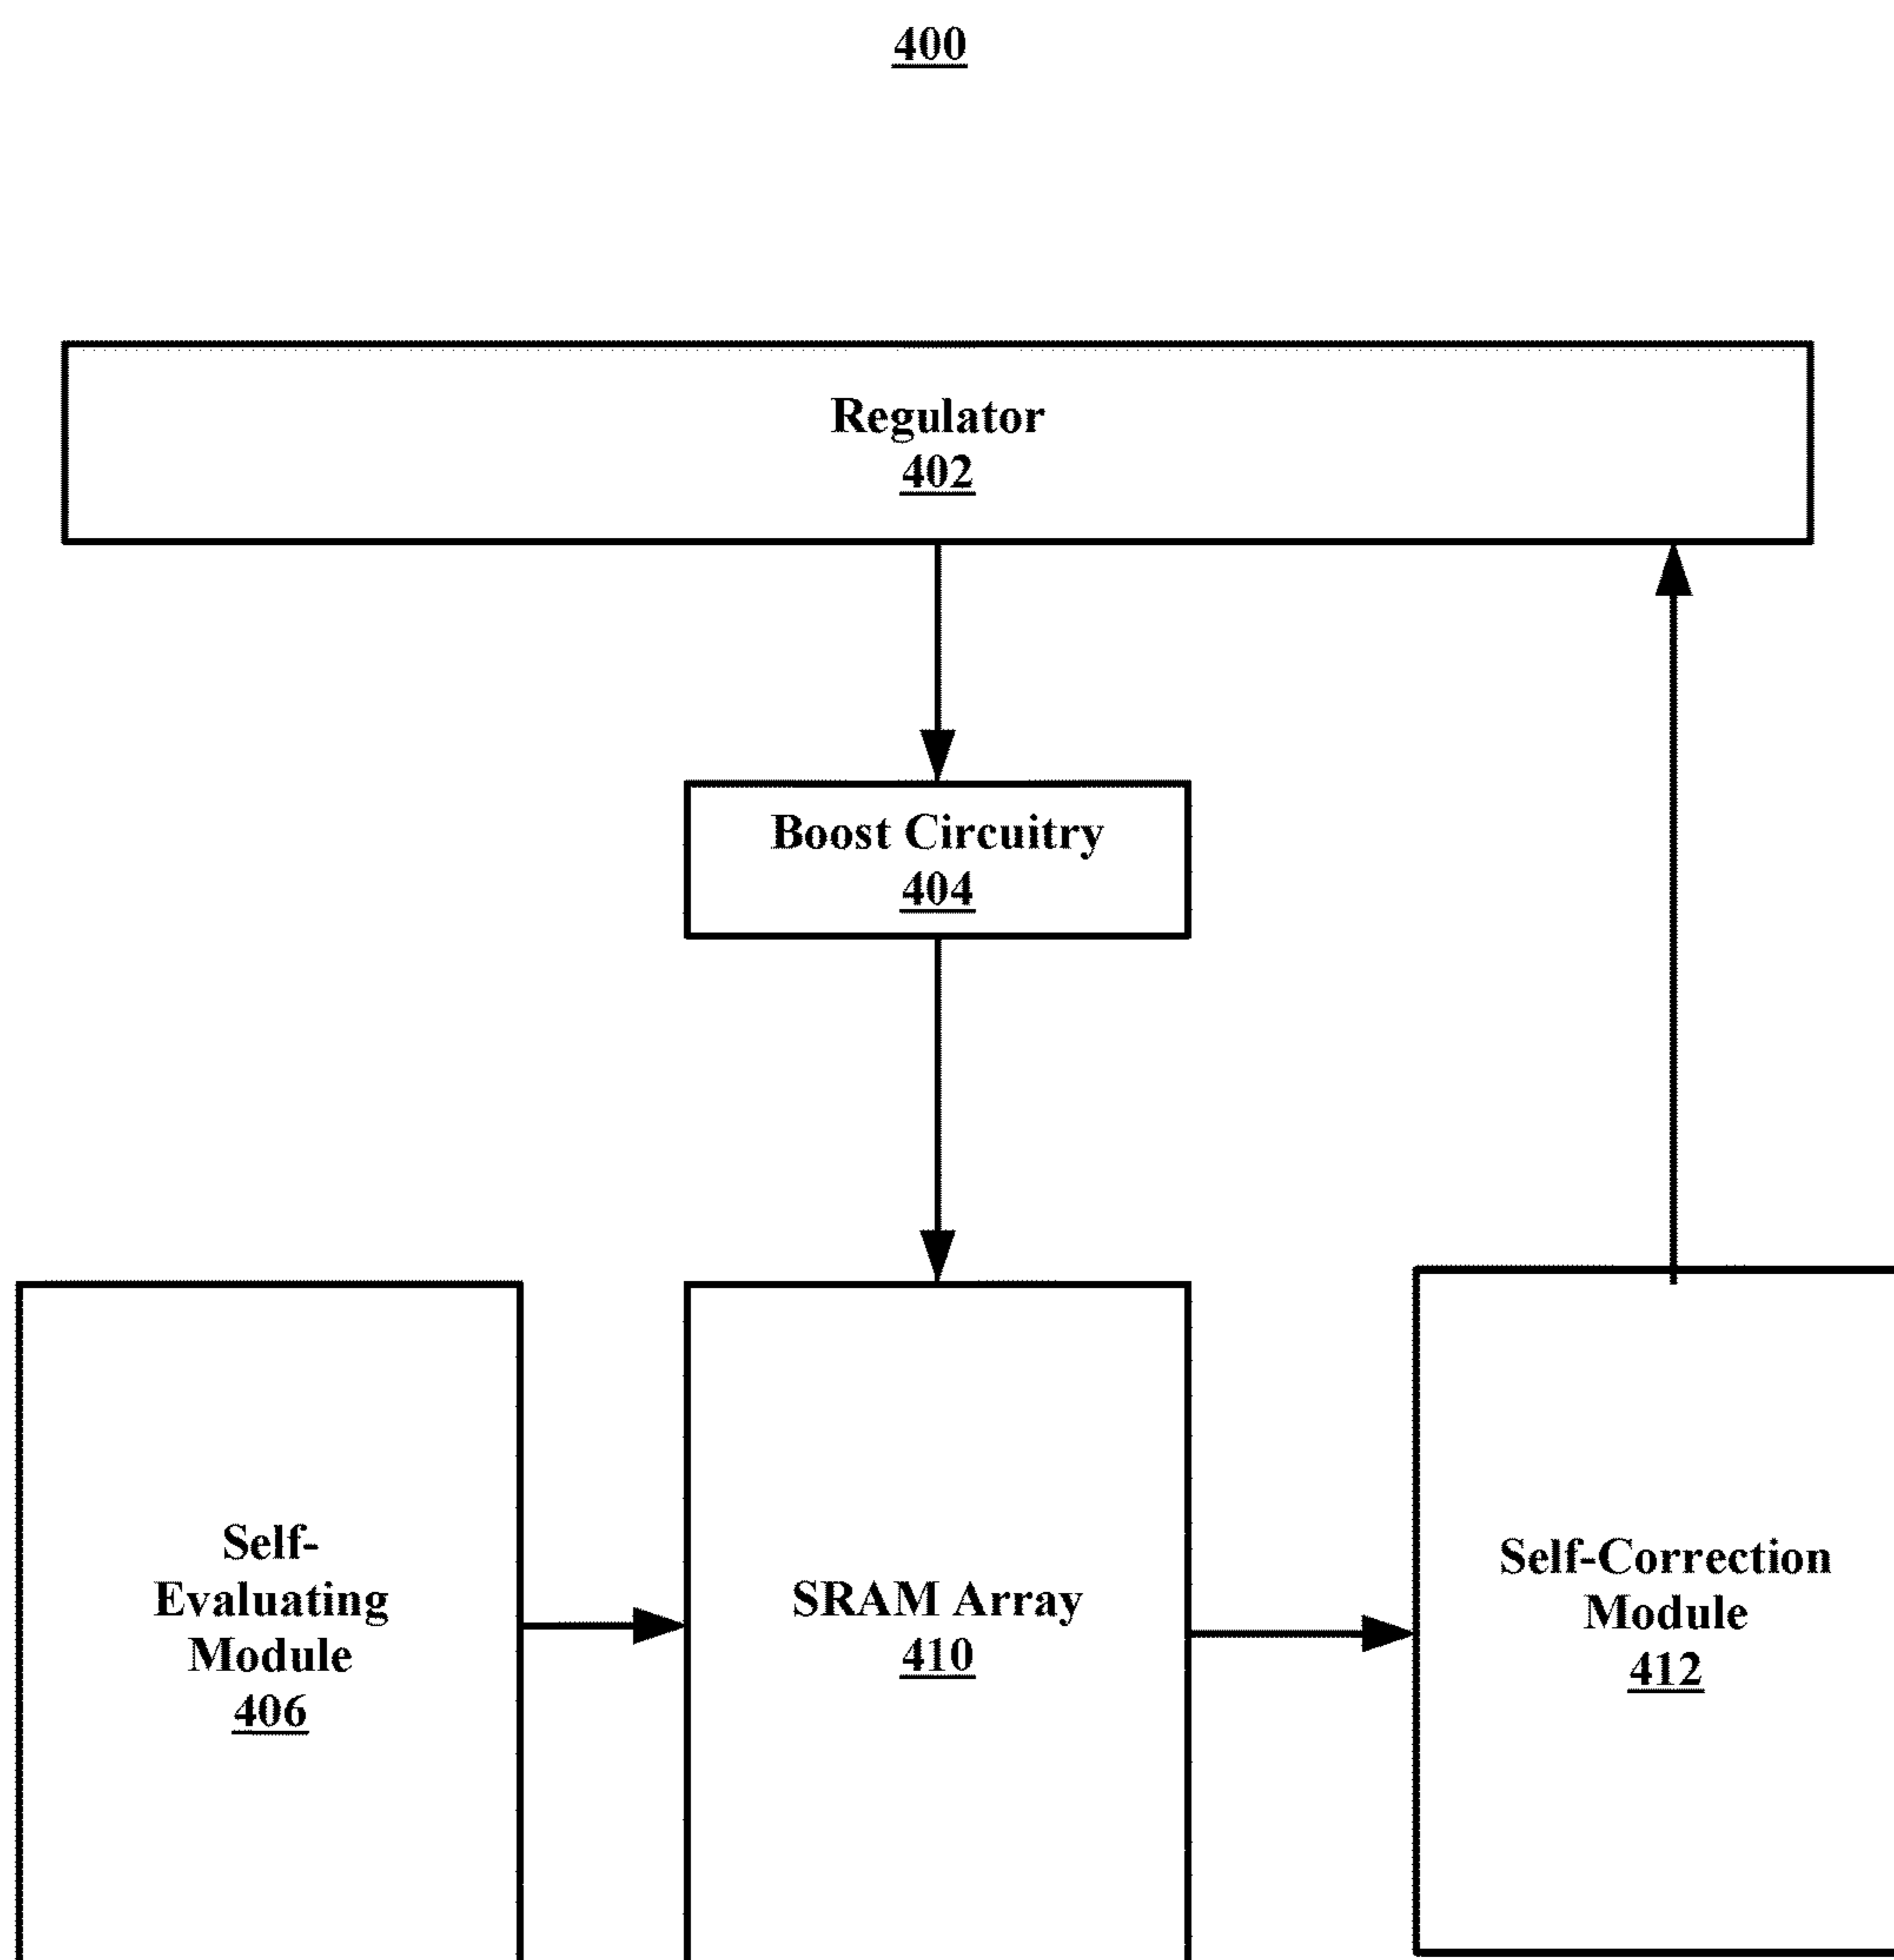 400
Regulator
402
Boost Circuitry
404
Self-
Evaluating
Module
406
SRAM Array
410
Self-Correction
Module
412